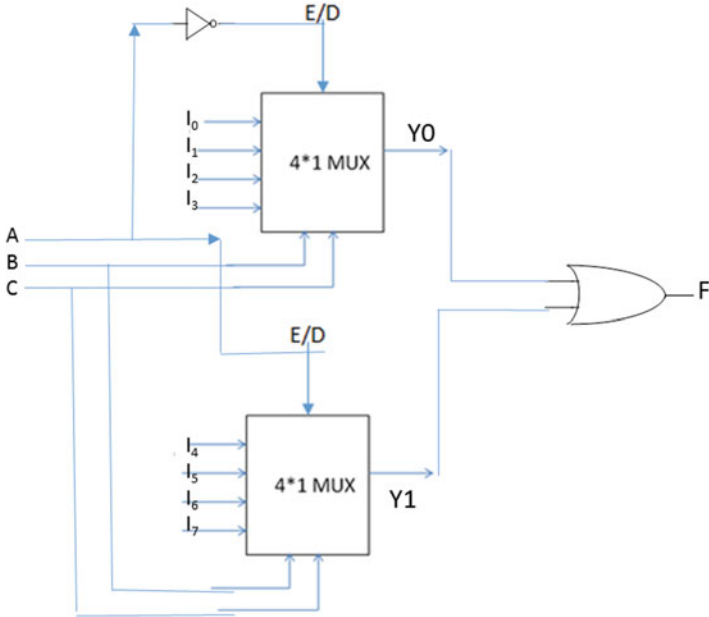 E/D
I₀
I₁
I₂
I₃
4*1 MUX
Y0
A
B
C
F
E/D
I₄
I₅
I₆
I₇
4*1 MUX
Y1